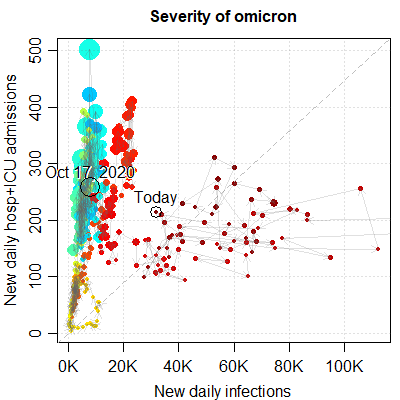 Severity of omicron
New daily hosp+ICU admissions
500
400
300
200
100
0
Oct 17, 2020
Today
0K 20K 40K 60K 80K 100K
New daily infections